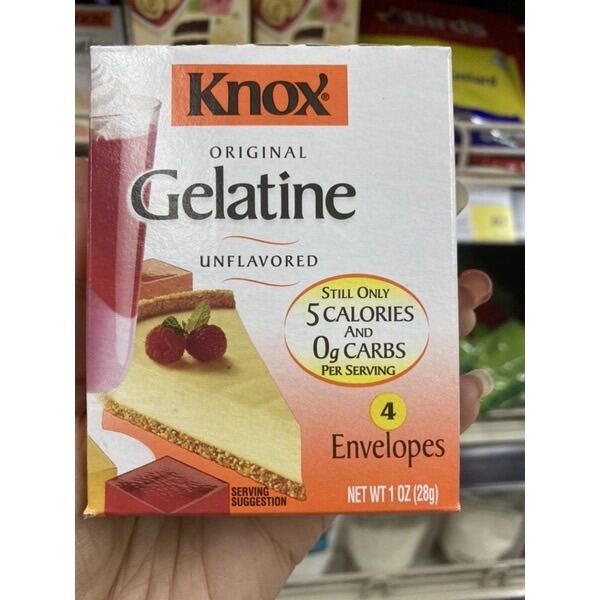 Bird's
Knox®
ORIGINAL
Gelatine
UNFLAVORED
STILL ONLY
5 CALORIES
AND
0g CARBS
PER SERVING
4
Envelopes
SERVING
SUGGESTION
NET WT 1 OZ (28g)